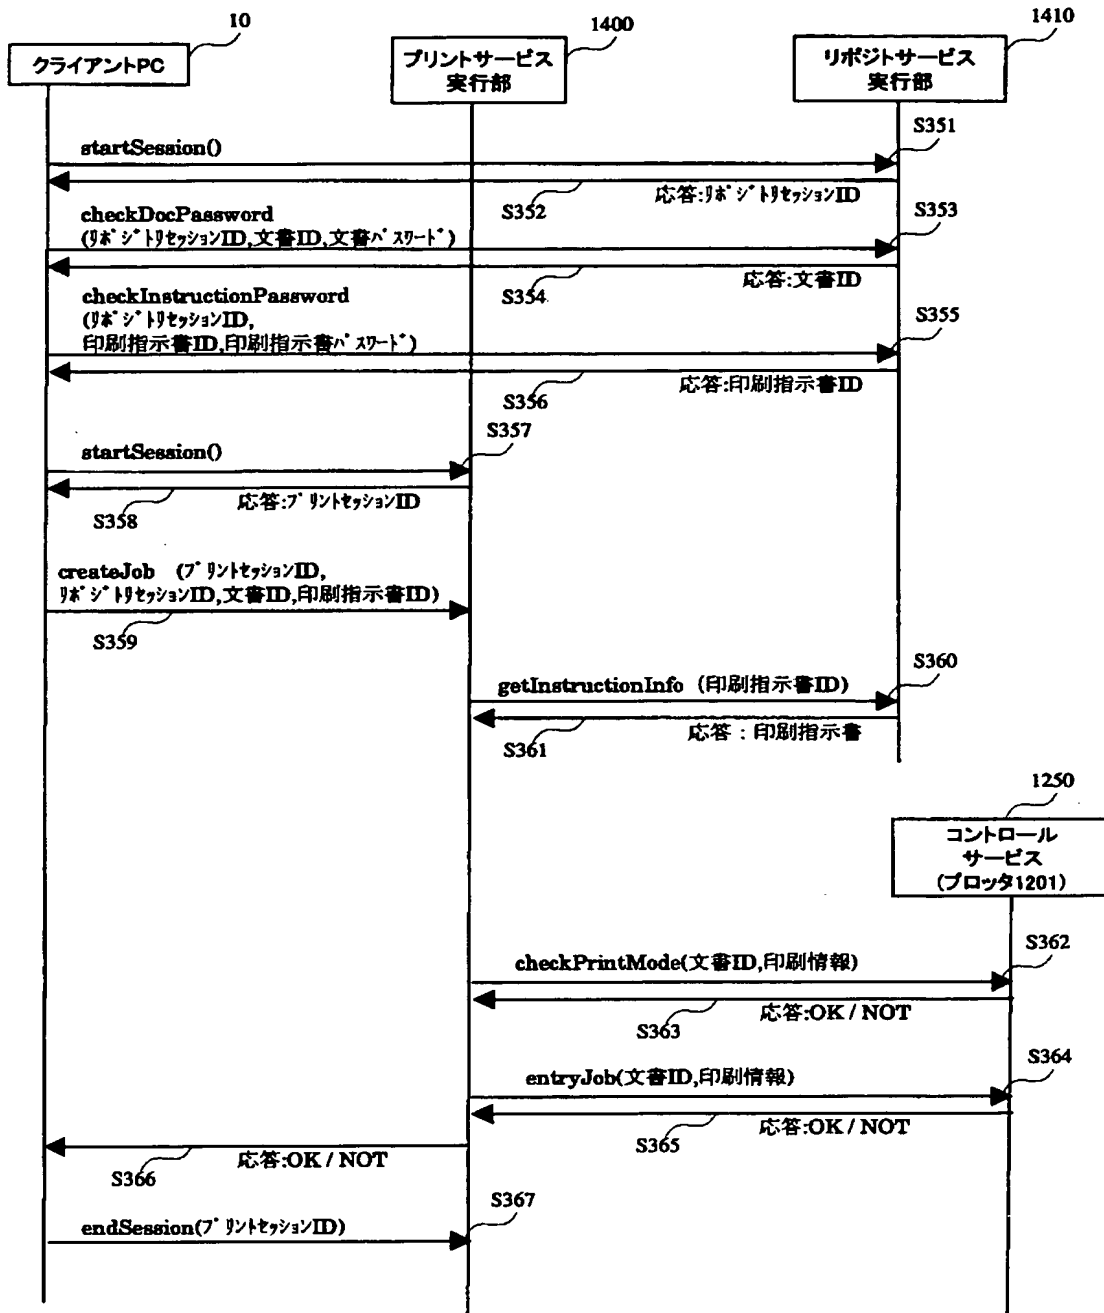 10
1400
1410
クライアントPC
プリントサービス
実行部
リポジトサービス
実行部
S351
startSession()
応答:ﾘﾎﾟｼﾞﾄﾘｾｯｼｮﾝID
S352
S353
checkDocPassword
(ﾘﾎﾟｼﾞﾄﾘｾｯｼｮﾝID,文書ID,文書ﾊﾟｽﾜｰﾄﾞ)
応答:文書ID
S354
checkInstructionPassword
(ﾘﾎﾟｼﾞﾄﾘｾｯｼｮﾝID,
印刷指示書ID,印刷指示書ﾊﾟｽﾜｰﾄﾞ)
S355
応答:印刷指示書ID
S356
S357
startSession()
応答:ﾌﾟﾘﾝﾄｾｯｼｮﾝID
S358
createJob (ﾌﾟﾘﾝﾄｾｯｼｮﾝID,
ﾘﾎﾟｼﾞﾄﾘｾｯｼｮﾝID,文書ID,印刷指示書ID)
S359
S360
getInstructionInfo (印刷指示書ID)
応答：印刷指示書
S361
1250
コントロール
サービス
(プロッタ1201)
S362
checkPrintMode(文書ID,印刷情報)
応答:OK / NOT
S363
S364
entryJob(文書ID,印刷情報)
応答:OK / NOT
S365
応答:OK / NOT
S366
S367
endSession(ﾌﾟﾘﾝﾄｾｯｼｮﾝID)